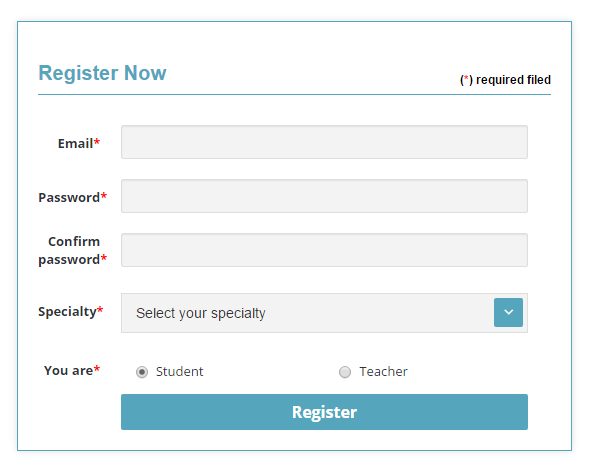 Register Now
(*) required filed
Email*
Password*
Confirm
password*
Specialty* Select your specialty
You are* Student Teacher
Register